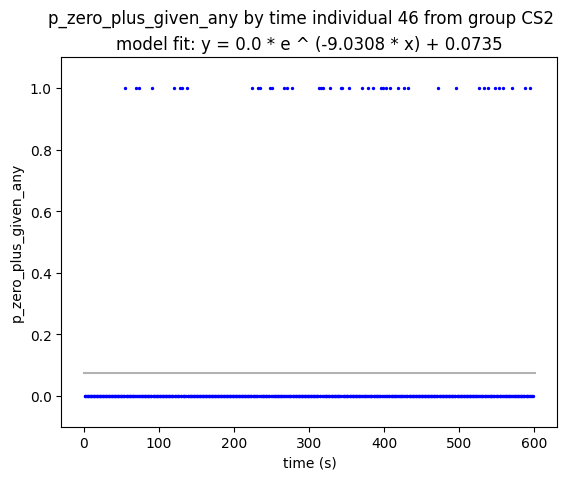 p_zero_plus_given_any by time individual 46 from group CS2
model fit: y = 0.0 * e ^ (-9.0308 * x) + 0.0735
1.0
0.8
0.6
0.4
0.2
0.0
p_zero_plus_given_any
0 100 200 300 400 500 600
time (s)